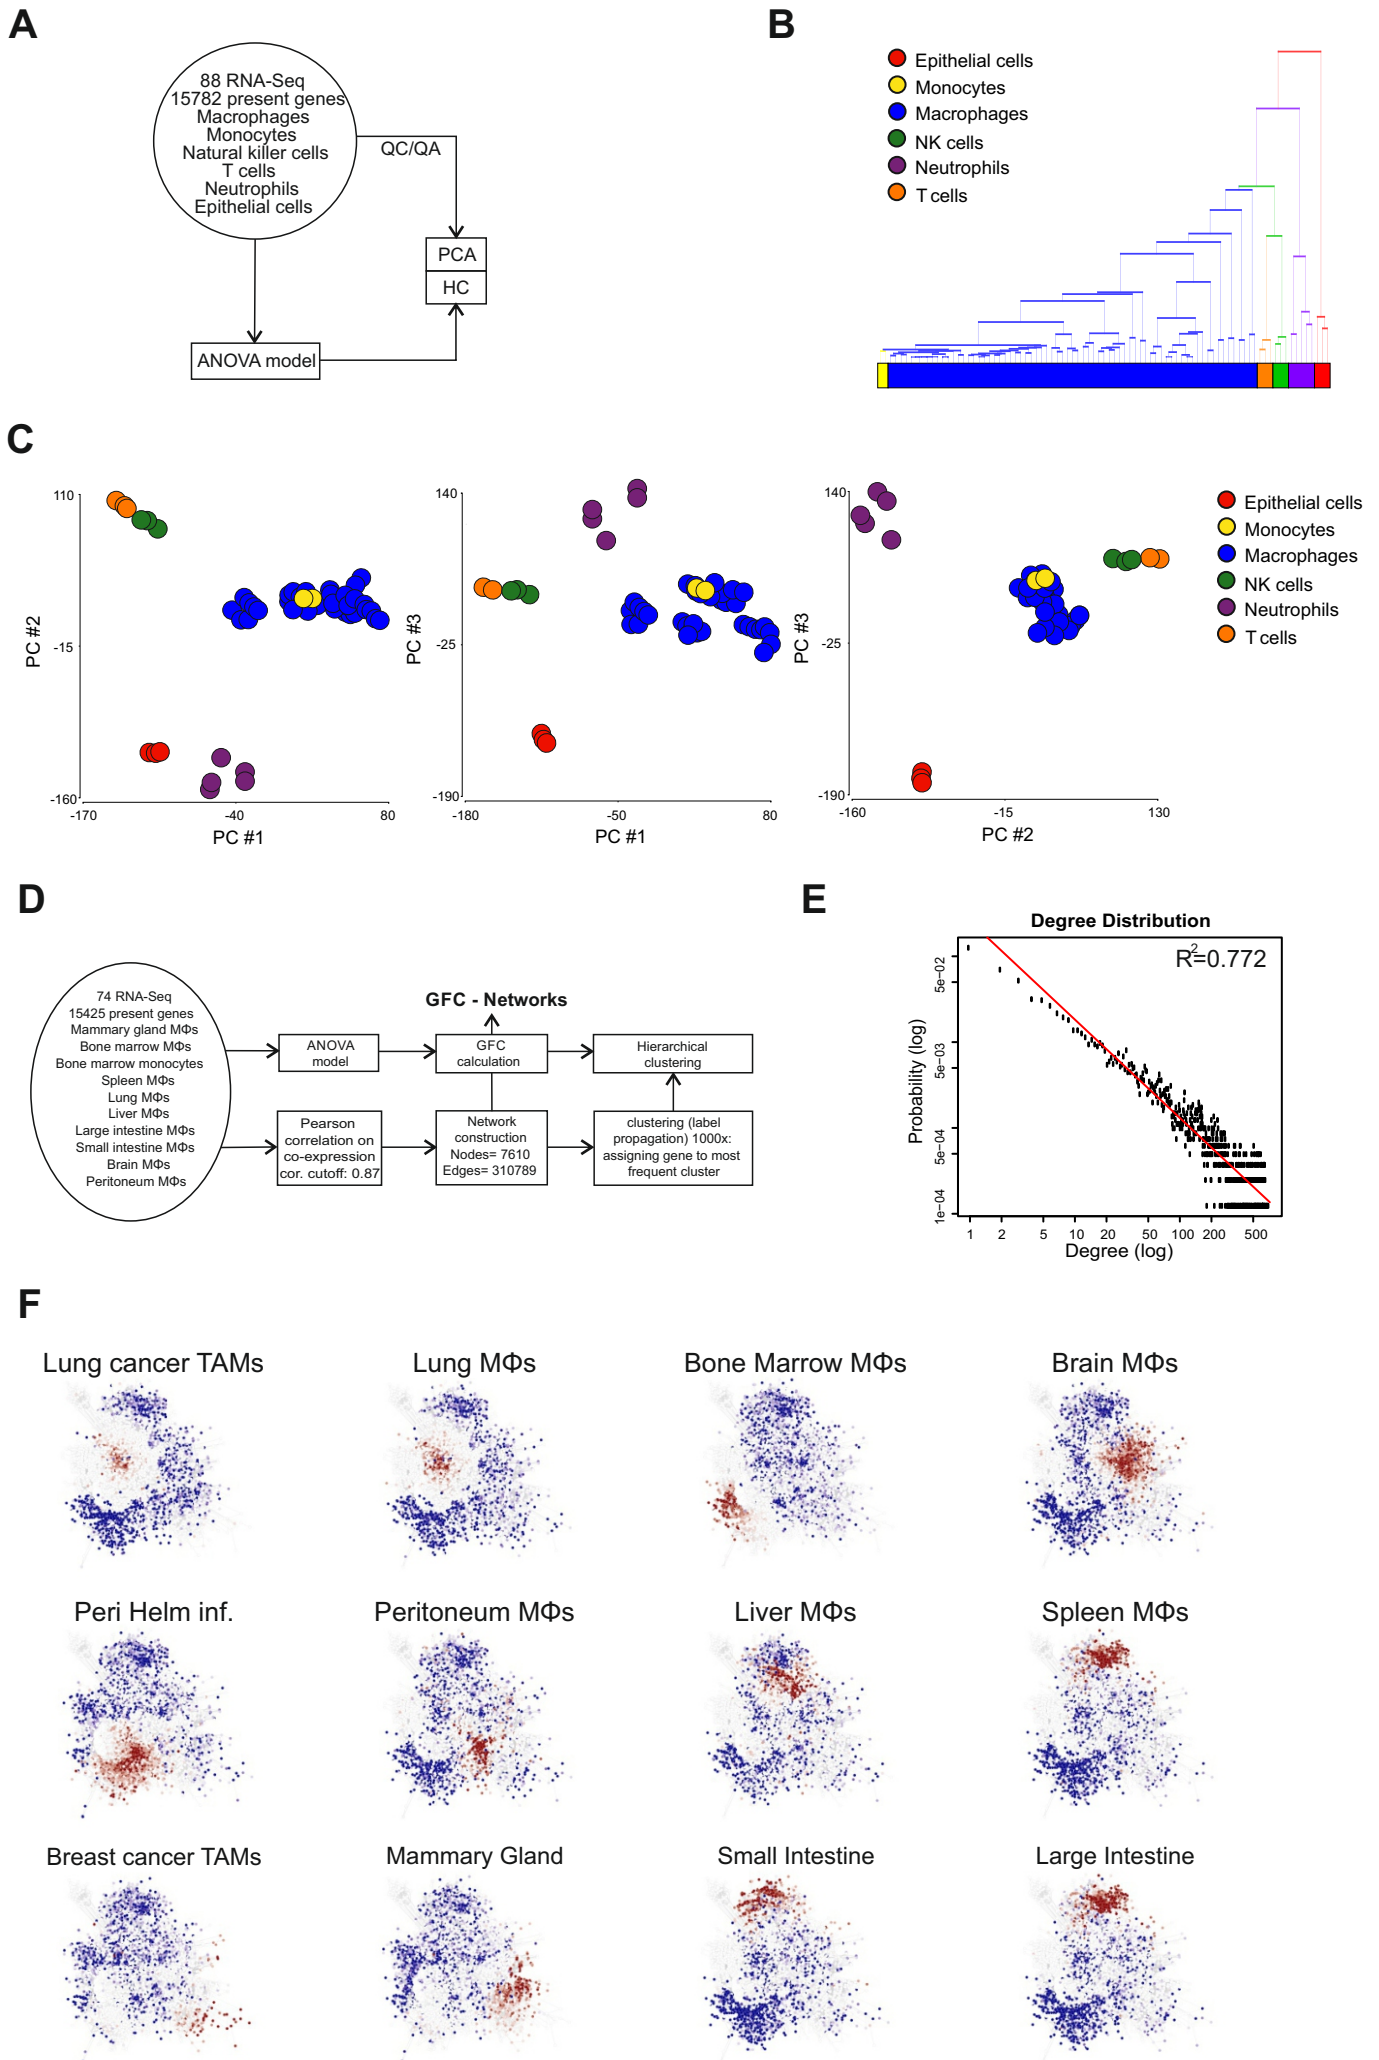 A
88 RNA-Seq
15782 present genes
Macrophages
Monocytes
Natural killer cells
T cells
Neutrophils
Epithelial cells
QC/QA
PCA
HC
ANOVA model
B
Epithelial cells
Monocytes
Macrophages
NK cells
Neutrophils
T cells
C
110
-15
-160
PC #2
-170
-40
80
PC #1
140
-25
-190
PC #3
-180
-50
80
PC #1
140
-25
-190
PC #3
-160
-15
130
PC #2
Epithelial cells
Monocytes
Macrophages
NK cells
Neutrophils
T cells
D
74 RNA-Seq
15425 present genes
Mammary gland MΦs
Bone marrow MΦs
Bone marrow monocytes
Spleen MΦs
Lung MΦs
Liver MΦs
Large intestine MΦs
Small intestine MΦs
Brain MΦs
Peritoneum MΦs
GFC - Networks
ANOVA
model
GFC
calculation
Hierarchical
clustering
Pearson
correlation on
co-expression
cor. cutoff: 0.87
Network
construction
Nodes= 7610
Edges= 310789
clustering (label
propagation) 1000x:
assigning gene to most
frequent cluster
E
Degree Distribution
R²=0.772
Probability (log)
5e−02
5e−03
5e−04
1e−04
1 2 5 10 20 50 100 200 500
Degree (log)
F
Lung cancer TAMs
Lung MΦs
Bone Marrow MΦs
Brain MΦs
Peri Helm inf.
Peritoneum MΦs
Liver MΦs
Spleen MΦs
Breast cancer TAMs
Mammary Gland
Small Intestine
Large Intestine